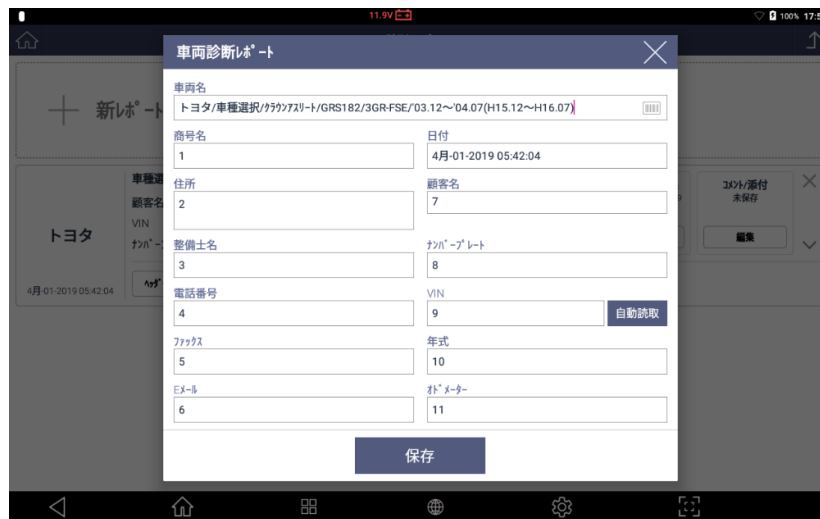 11.9V
100% 17:5
車両診断ﾚﾎﾟｰﾄ
車両名
トヨタ/車種選択/ｸﾗｳﾝｱｽﾘｰﾄ/GRS182/3GR-FSE/'03.12～'04.07(H15.12～H16.07)
商号名
日付
1
4月-01-2019 05:42:04
住所
顧客名
2
7
整備士名
ﾅﾝﾊﾞｰﾌﾟﾚｰﾄ
3
8
電話番号
VIN
4
9
自動読取
ﾌｧｯｸｽ
年式
5
10
Eﾒｰﾙ
ｵﾄﾞﾒｰﾀｰ
6
11
保存
新ﾚﾎﾟｰﾄ
トヨタ
4月-01-2019 05:42:04
車種選
顧客名
VIN
ﾅﾝﾊﾞｰ
ﾍｯﾀﾞ
ｺﾒﾝﾄ/添付
未保存
編集